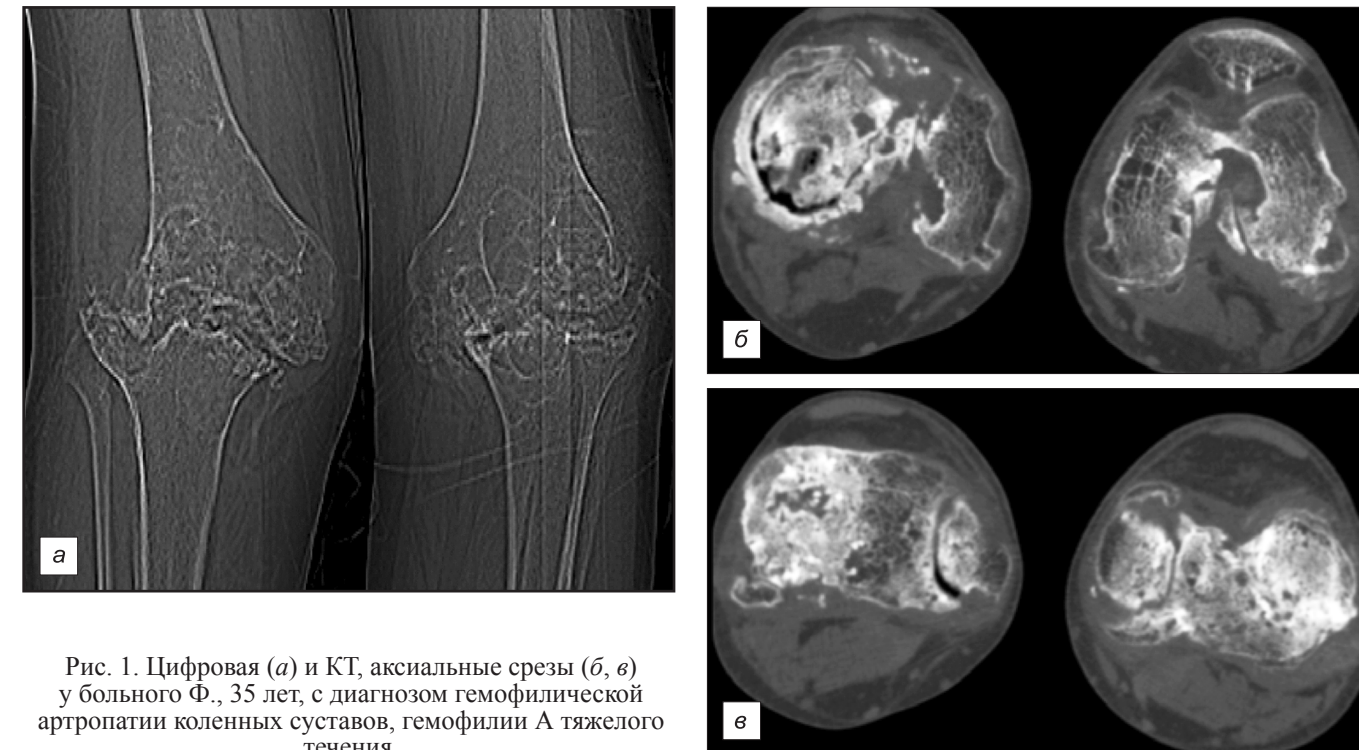 а
б
в
Рис. 1. Цифровая (а) и КТ, аксиальные срезы (б, в)
у больного Ф., 35 лет, с диагнозом гемофилической
артропатии коленных суставов, гемофилии А тяжелого
течения